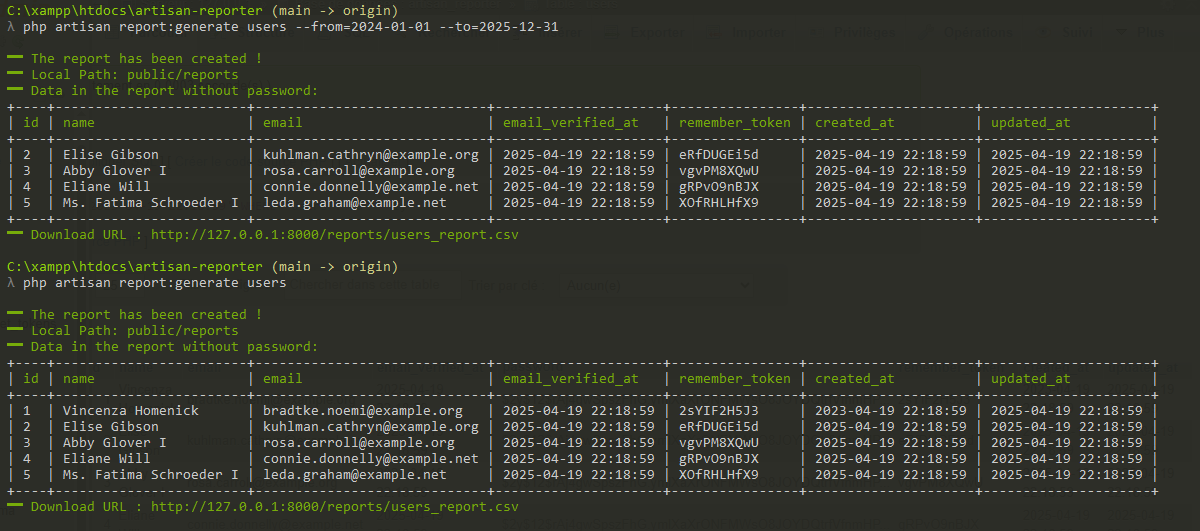 C:\xampp\htdocs\artisan-reporter (main -> origin)
λ php artisan report:generate users --from=2024-01-01 --to=2025-12-31
The report has been created !
Local Path: public/reports
Data in the report without password:
+----+------------------------+-----------------------------+---------------------+----------------+---------------------+---------------------+
| id | name                   | email                       | email_verified_at   | remember_token | created_at          | updated_at          |
+----+------------------------+-----------------------------+---------------------+----------------+---------------------+---------------------+
| 2  | Elise Gibson           | kuhlman.cathryn@example.org | 2025-04-19 22:18:59 | eRfDUGEi5d     | 2025-04-19 22:18:59 | 2025-04-19 22:18:59 |
| 3  | Abby Glover I          | rosa.carroll@example.org    | 2025-04-19 22:18:59 | vgvPM8XQwU     | 2025-04-19 22:18:59 | 2025-04-19 22:18:59 |
| 4  | Eliane Will            | connie.donnelly@example.net | 2025-04-19 22:18:59 | gRPvO9nBJX     | 2025-04-19 22:18:59 | 2025-04-19 22:18:59 |
| 5  | Ms. Fatima Schroeder I | leda.graham@example.net     | 2025-04-19 22:18:59 | XOfRHLHfX9     | 2025-04-19 22:18:59 | 2025-04-19 22:18:59 |
+----+------------------------+-----------------------------+---------------------+----------------+---------------------+---------------------+
Download URL : http://127.0.0.1:8000/reports/users_report.csv
C:\xampp\htdocs\artisan-reporter (main -> origin)
λ php artisan report:generate users
The report has been created !
Local Path: public/reports
Data in the report without password:
+----+------------------------+-----------------------------+---------------------+----------------+---------------------+---------------------+
| id | name                   | email                       | email_verified_at   | remember_token | created_at          | updated_at          |
+----+------------------------+-----------------------------+---------------------+----------------+---------------------+---------------------+
| 1  | Vincenza Homenick      | bradtke.noemi@example.org   | 2025-04-19 22:18:59 | 2sYIF2H5J3     | 2023-04-19 22:18:59 | 2025-04-19 22:18:59 |
| 2  | Elise Gibson           | kuhlman.cathryn@example.org | 2025-04-19 22:18:59 | eRfDUGEi5d     | 2025-04-19 22:18:59 | 2025-04-19 22:18:59 |
| 3  | Abby Glover I          | rosa.carroll@example.org    | 2025-04-19 22:18:59 | vgvPM8XQwU     | 2025-04-19 22:18:59 | 2025-04-19 22:18:59 |
| 4  | Eliane Will            | connie.donnelly@example.net | 2025-04-19 22:18:59 | gRPvO9nBJX     | 2025-04-19 22:18:59 | 2025-04-19 22:18:59 |
| 5  | Ms. Fatima Schroeder I | leda.graham@example.net     | 2025-04-19 22:18:59 | XOfRHLHfX9     | 2025-04-19 22:18:59 | 2025-04-19 22:18:59 |
+----+------------------------+-----------------------------+---------------------+----------------+---------------------+---------------------+
Download URL : http://127.0.0.1:8000/reports/users_report.csv